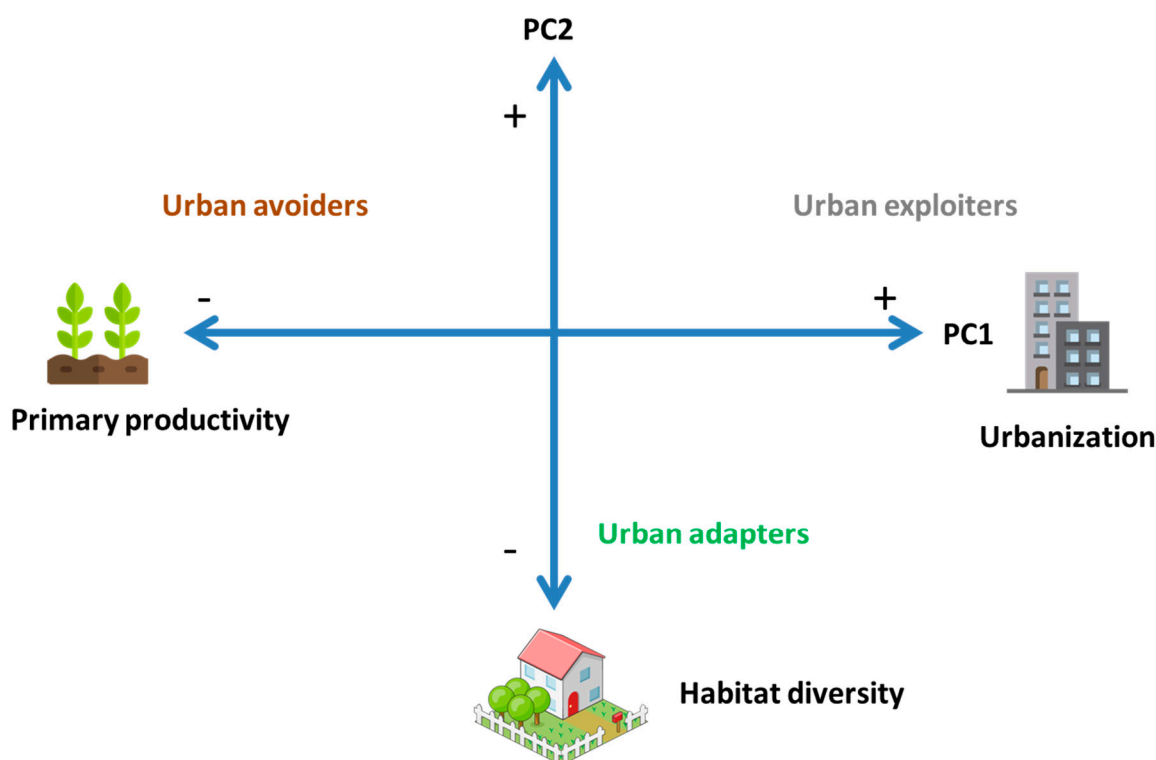 PC2
+
Urban avoiders
Urban exploiters
-
+
PC1
Primary productivity
Urbanization
-
Urban adapters
Habitat diversity